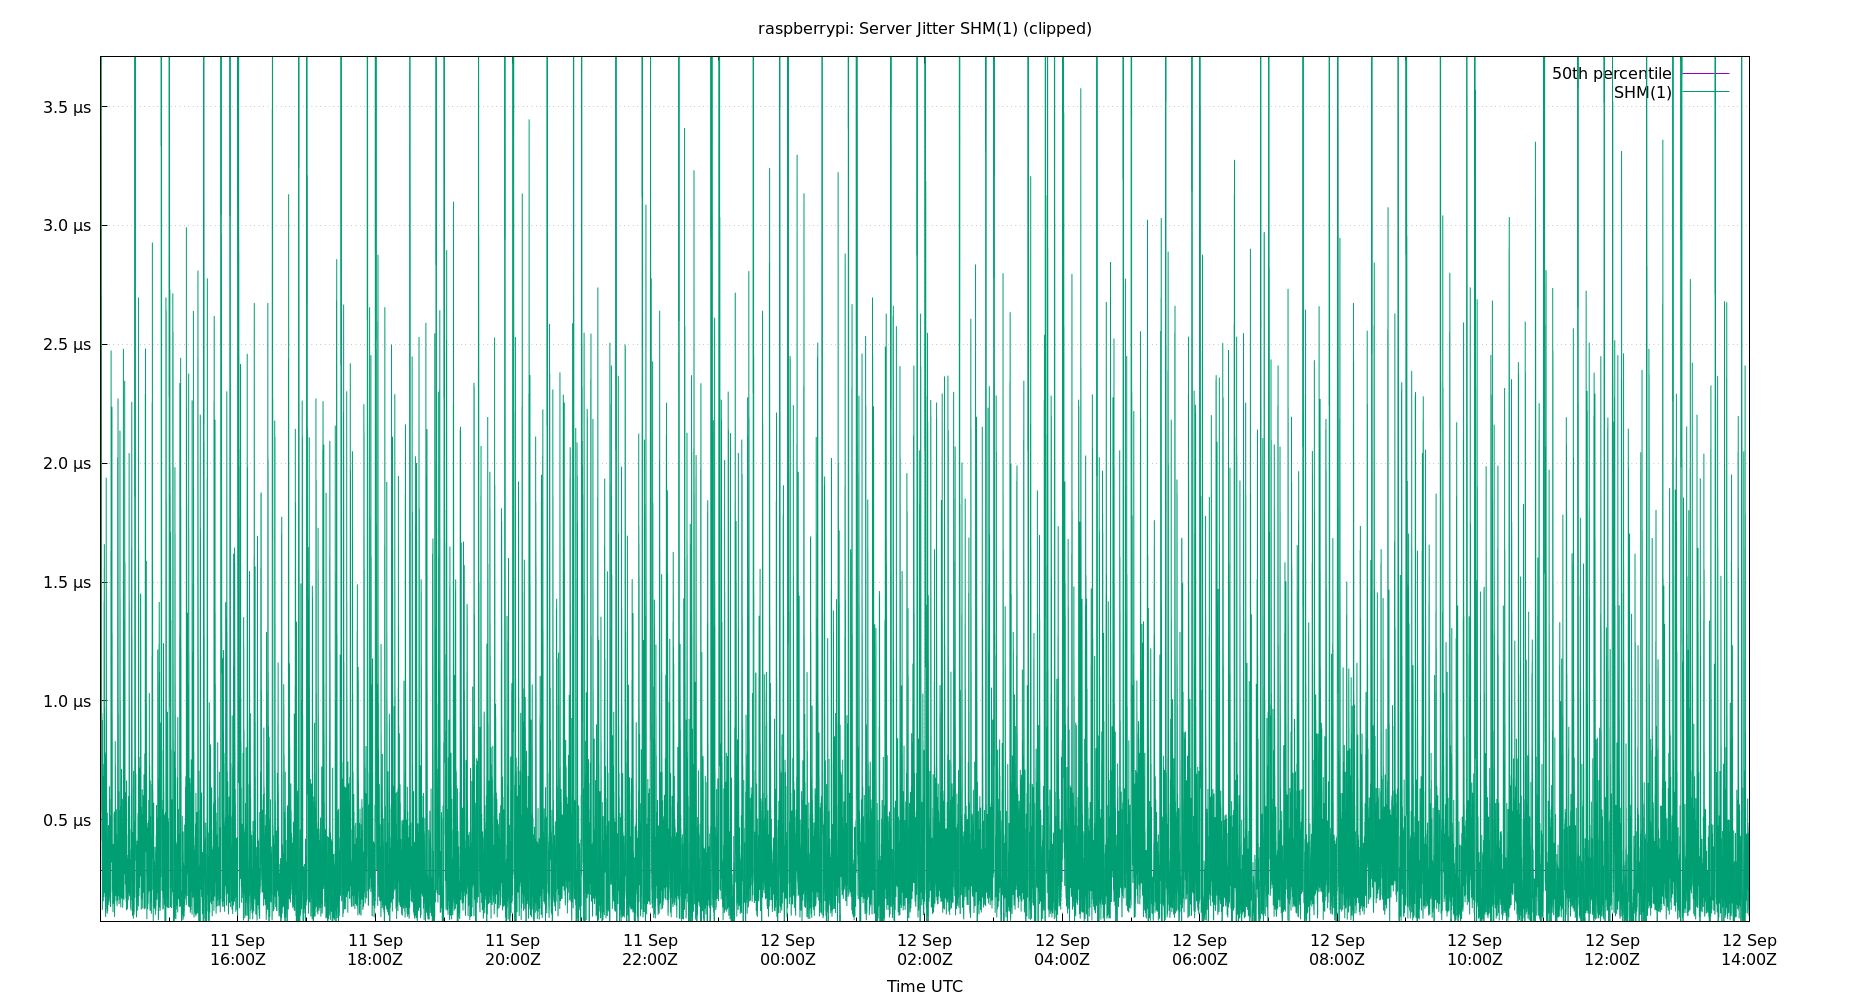 raspberrypi: Server Jitter SHM(1) (clipped)
50th percentile
SHM(1)
3.5 µs
3.0 µs
2.5 µs
2.0 µs
1.5 µs
1.0 µs
0.5 µs
11 Sep 11 Sep 11 Sep 11 Sep 12 Sep 12 Sep 12 Sep 12 Sep 12 Sep 12 Sep 12 Sep 12 Sep
16:00Z 18:00Z 20:00Z 22:00Z 00:00Z 02:00Z 04:00Z 06:00Z 08:00Z 10:00Z 12:00Z 14:00Z
Time UTC